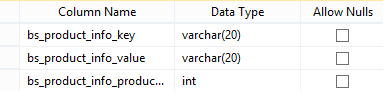 Column Name Data Type Allow Nulls
bs_product_info_key varchar(20)
bs_product_info_value varchar(20)
bs_product_info_produc... int